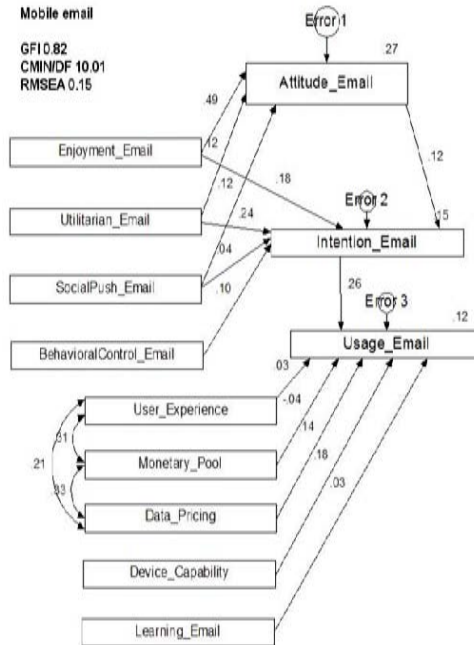 Mobile email
GFI 0.82
CMIN/DF 10.01
RMSEA 0.15
Error 1
.27
Attitude_Email
.49
.12
Enjoyment_Email
.12
.12
.18
Error 2
Utilitarian_Email
.24
.15
Intention_Email
.04
SocialPush_Email
.10
.26
Error 3
.12
Usage_Email
BehavioralControl_Email
.03
User_Experience
-.04
.31
.14
.21
Monetary_Pool
.18
.33
.03
Data_Pricing
Device_Capability
Learning_Email